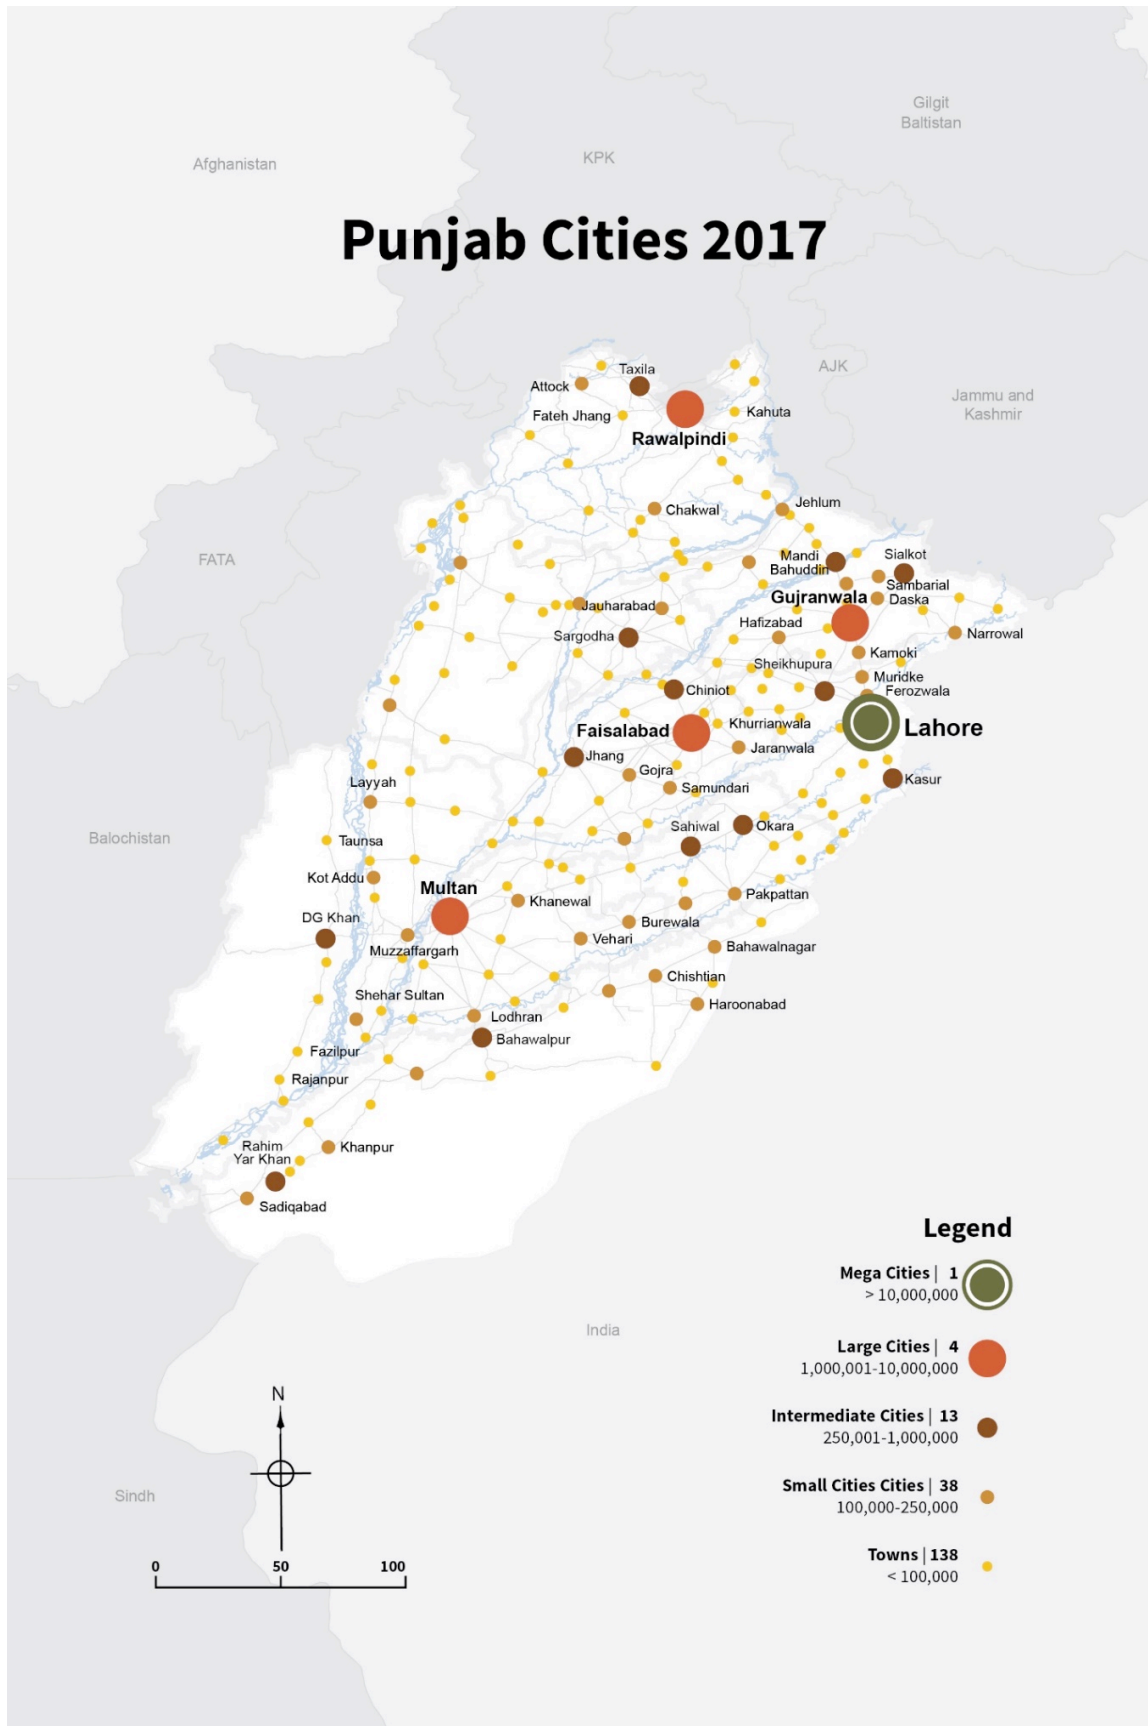 Gilgit
Baltistan
KPK
Afghanistan
Punjab Cities 2017
AJK
Jammu and
Kashmir
Taxila
Attock
Fateh Jhang
Kahuta
Rawalpindi
Chakwal
Jehlum
FATA
Mandi
Bahuddin
Sialkot
Sambarial
Gujranwala
Daska
Jauharabad
Hafizabad
Sargodha
Narrowal
Kamoki
Sheikhupura
Muridke
Chiniot
Ferozwala
Khurrianwala
Faisalabad
Lahore
Jaranwala
Jhang
Gojra
Kasur
Layyah
Samundari
Sahiwal
Okara
Balochistan
Taunsa
Kot Addu
Multan
Khanewal
Pakpattan
DG Khan
Burewala
Vehari
Bahawalnagar
Muzzaffargarh
Chishtian
Shehar Sultan
Haroonabad
Lodhran
Bahawalpur
Fazilpur
Rajanpur
Rahim
Yar Khan
Khanpur
Sadiqabad
Legend
Mega Cities | 1
> 10,000,000
India
Large Cities | 4
1,000,001-10,000,000
N
Intermediate Cities | 13
250,001-1,000,000
Sindh
Small Cities Cities | 38
100,000-250,000
Towns | 138
< 100,000
0 50 100